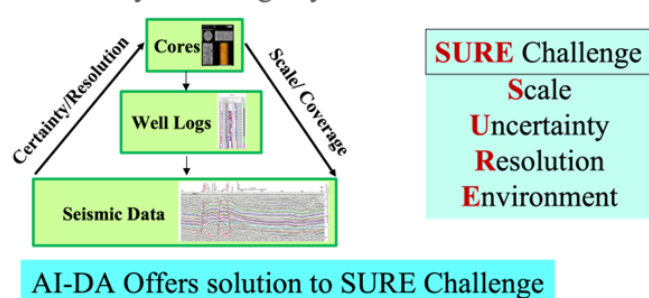 Cores
Well Logs
Seismic Data
Certainty/Resolution
Scale/ Coverage
SURE Challenge
Scale
Uncertainty
Resolution
Environment
AI-DA Offers solution to SURE Challenge